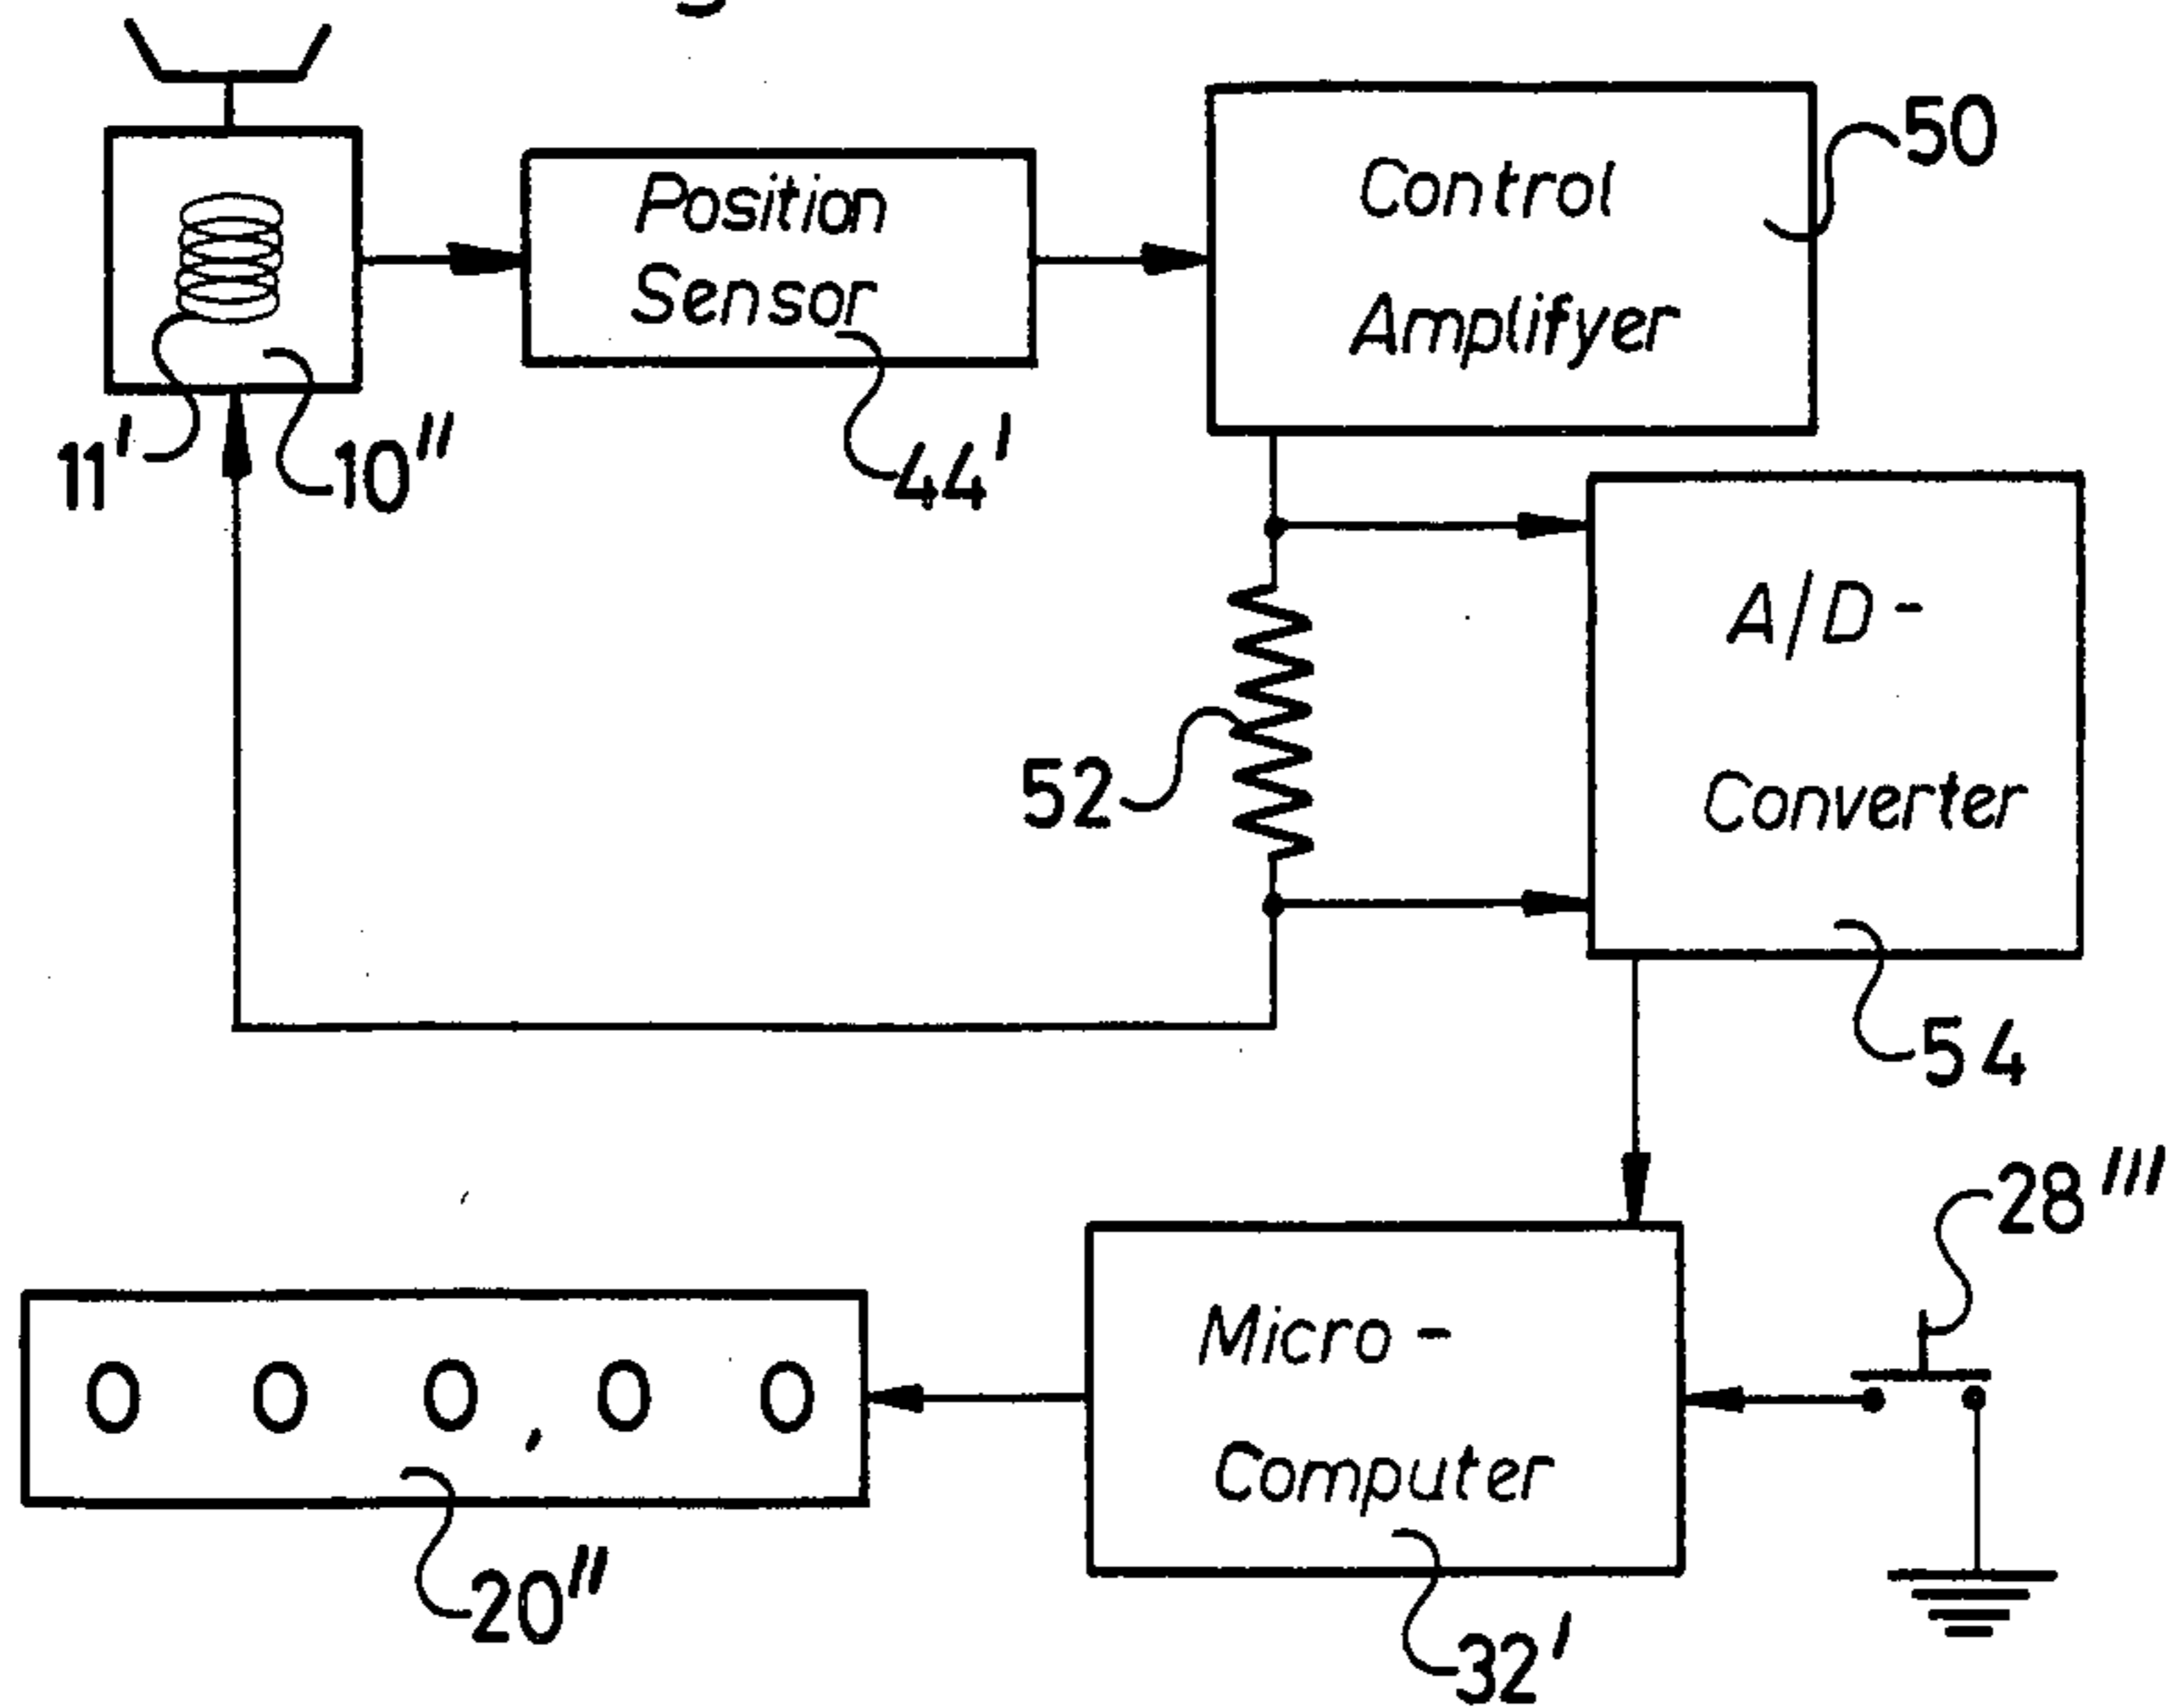 Position
Sensor
Control
Amplifyer
50
11'
10"
44'
A/D-
Converter
52
54
28'''
0 0 0, 0 0
Micro-
Computer
20"
32'